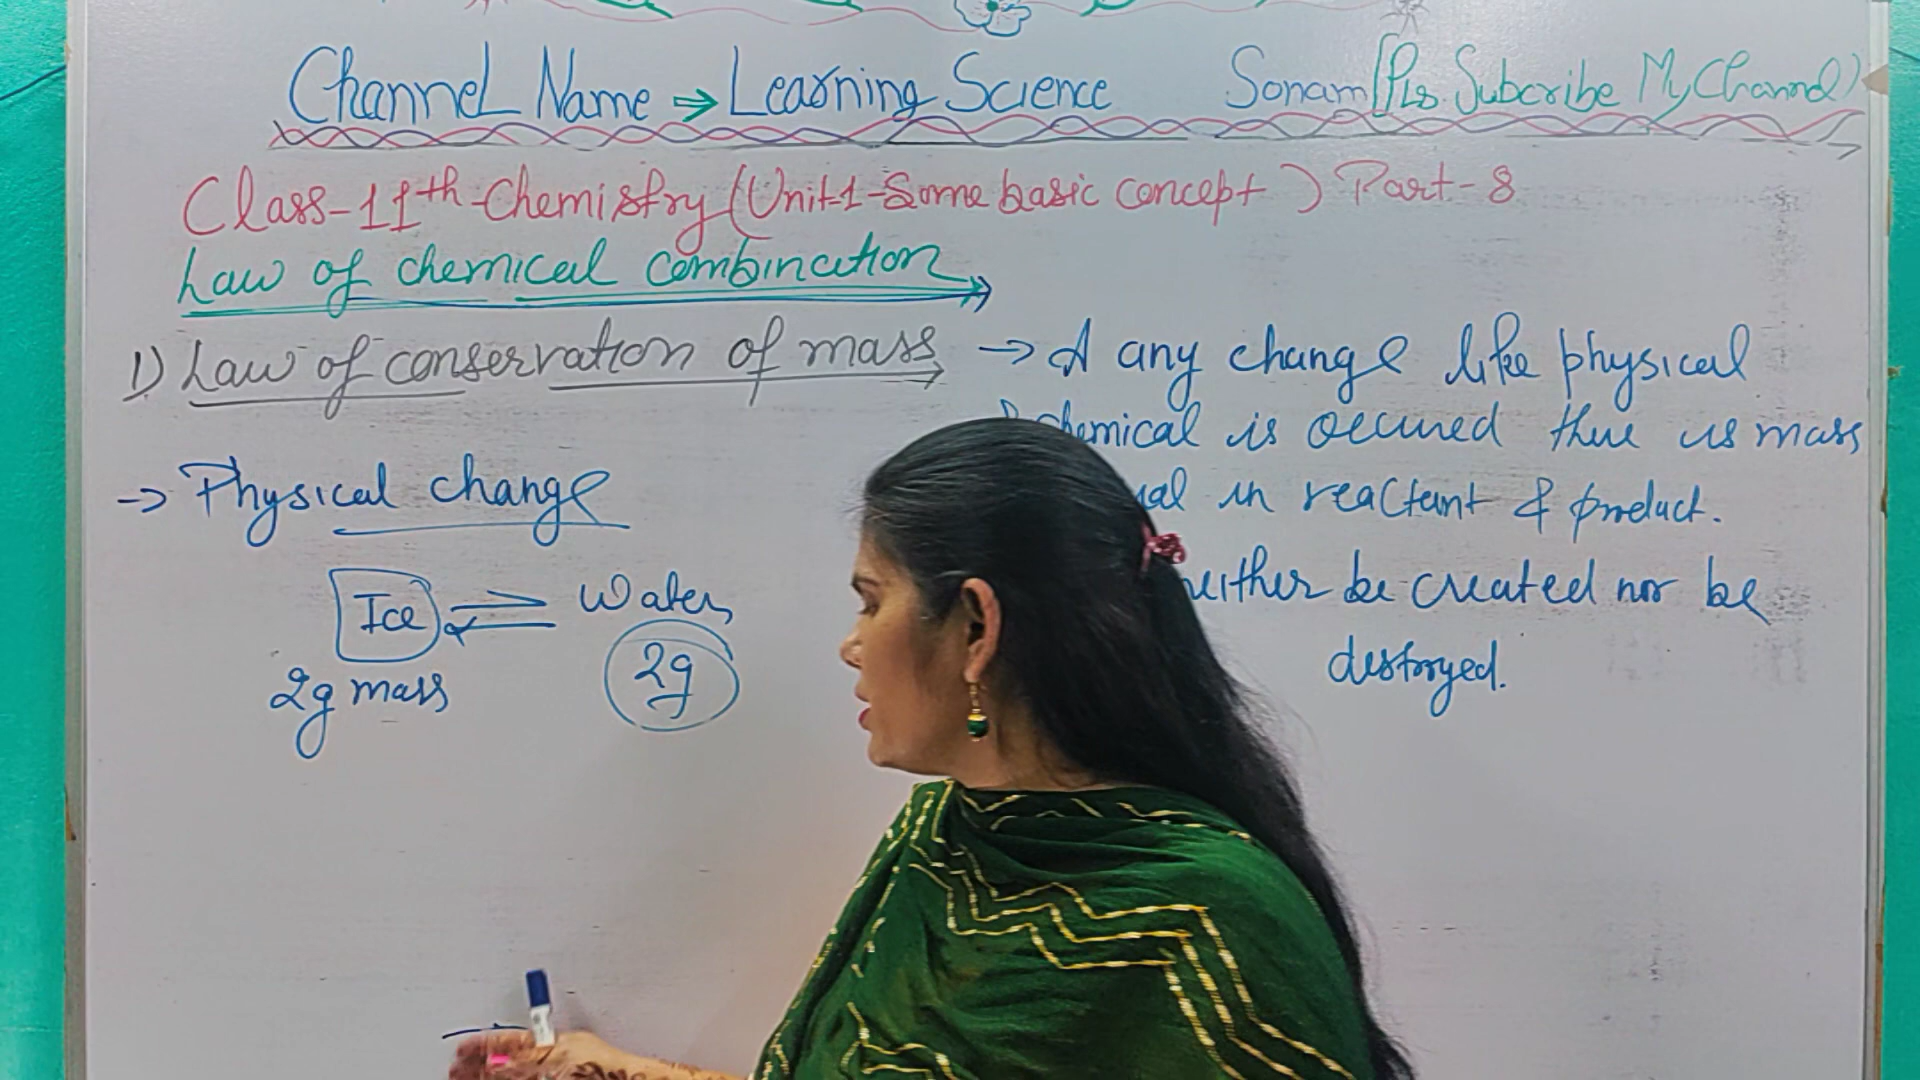 Channel Name ⇒ Learning Science Sonam (Pls. Subcribe My Channel)
Class-11th-Chemistry (Unit-1-Some basic concept) Part-8
Law of chemical combination
1) Law of conservation of mass → A any change like physical
chemical is occured there is mass
in reactant & product.
neither be created nor be
destroyed.
→ Physical change
Ice ⇌ Water
2g mass 2g